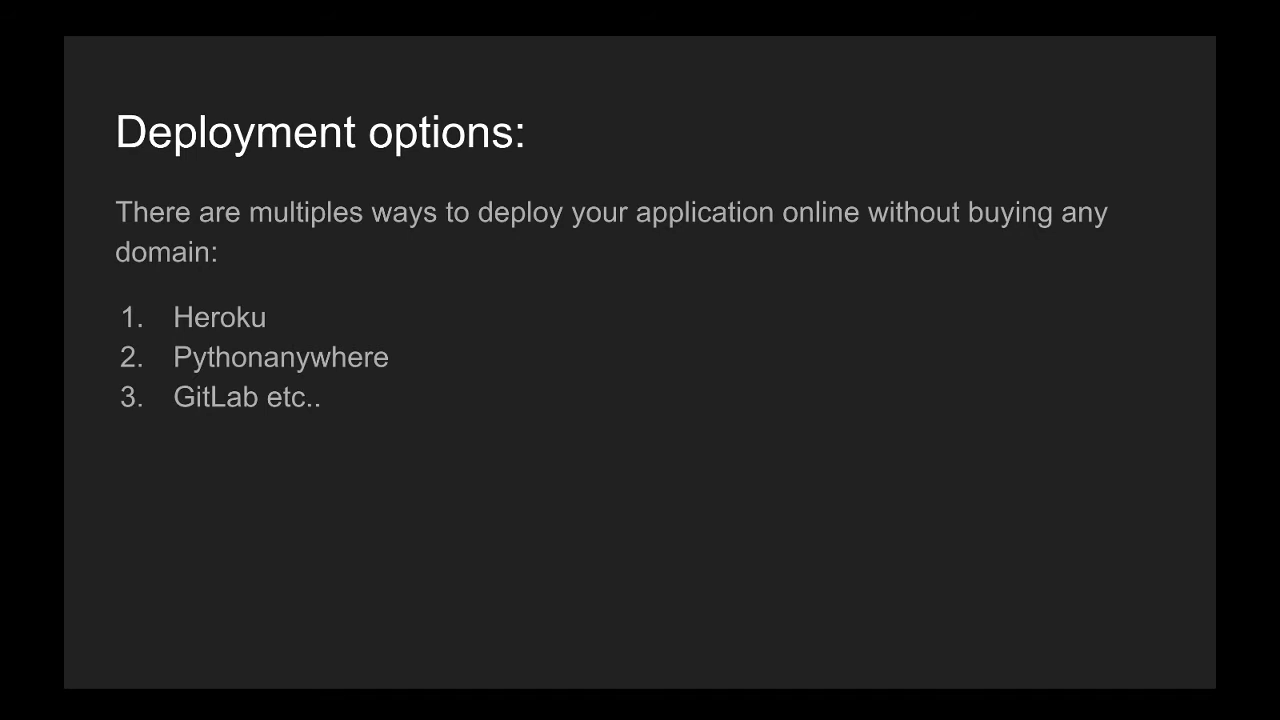 Deployment options:
There are multiples ways to deploy your application online without buying any
domain:
1. Heroku
2. Pythonanywhere
3. GitLab etc..